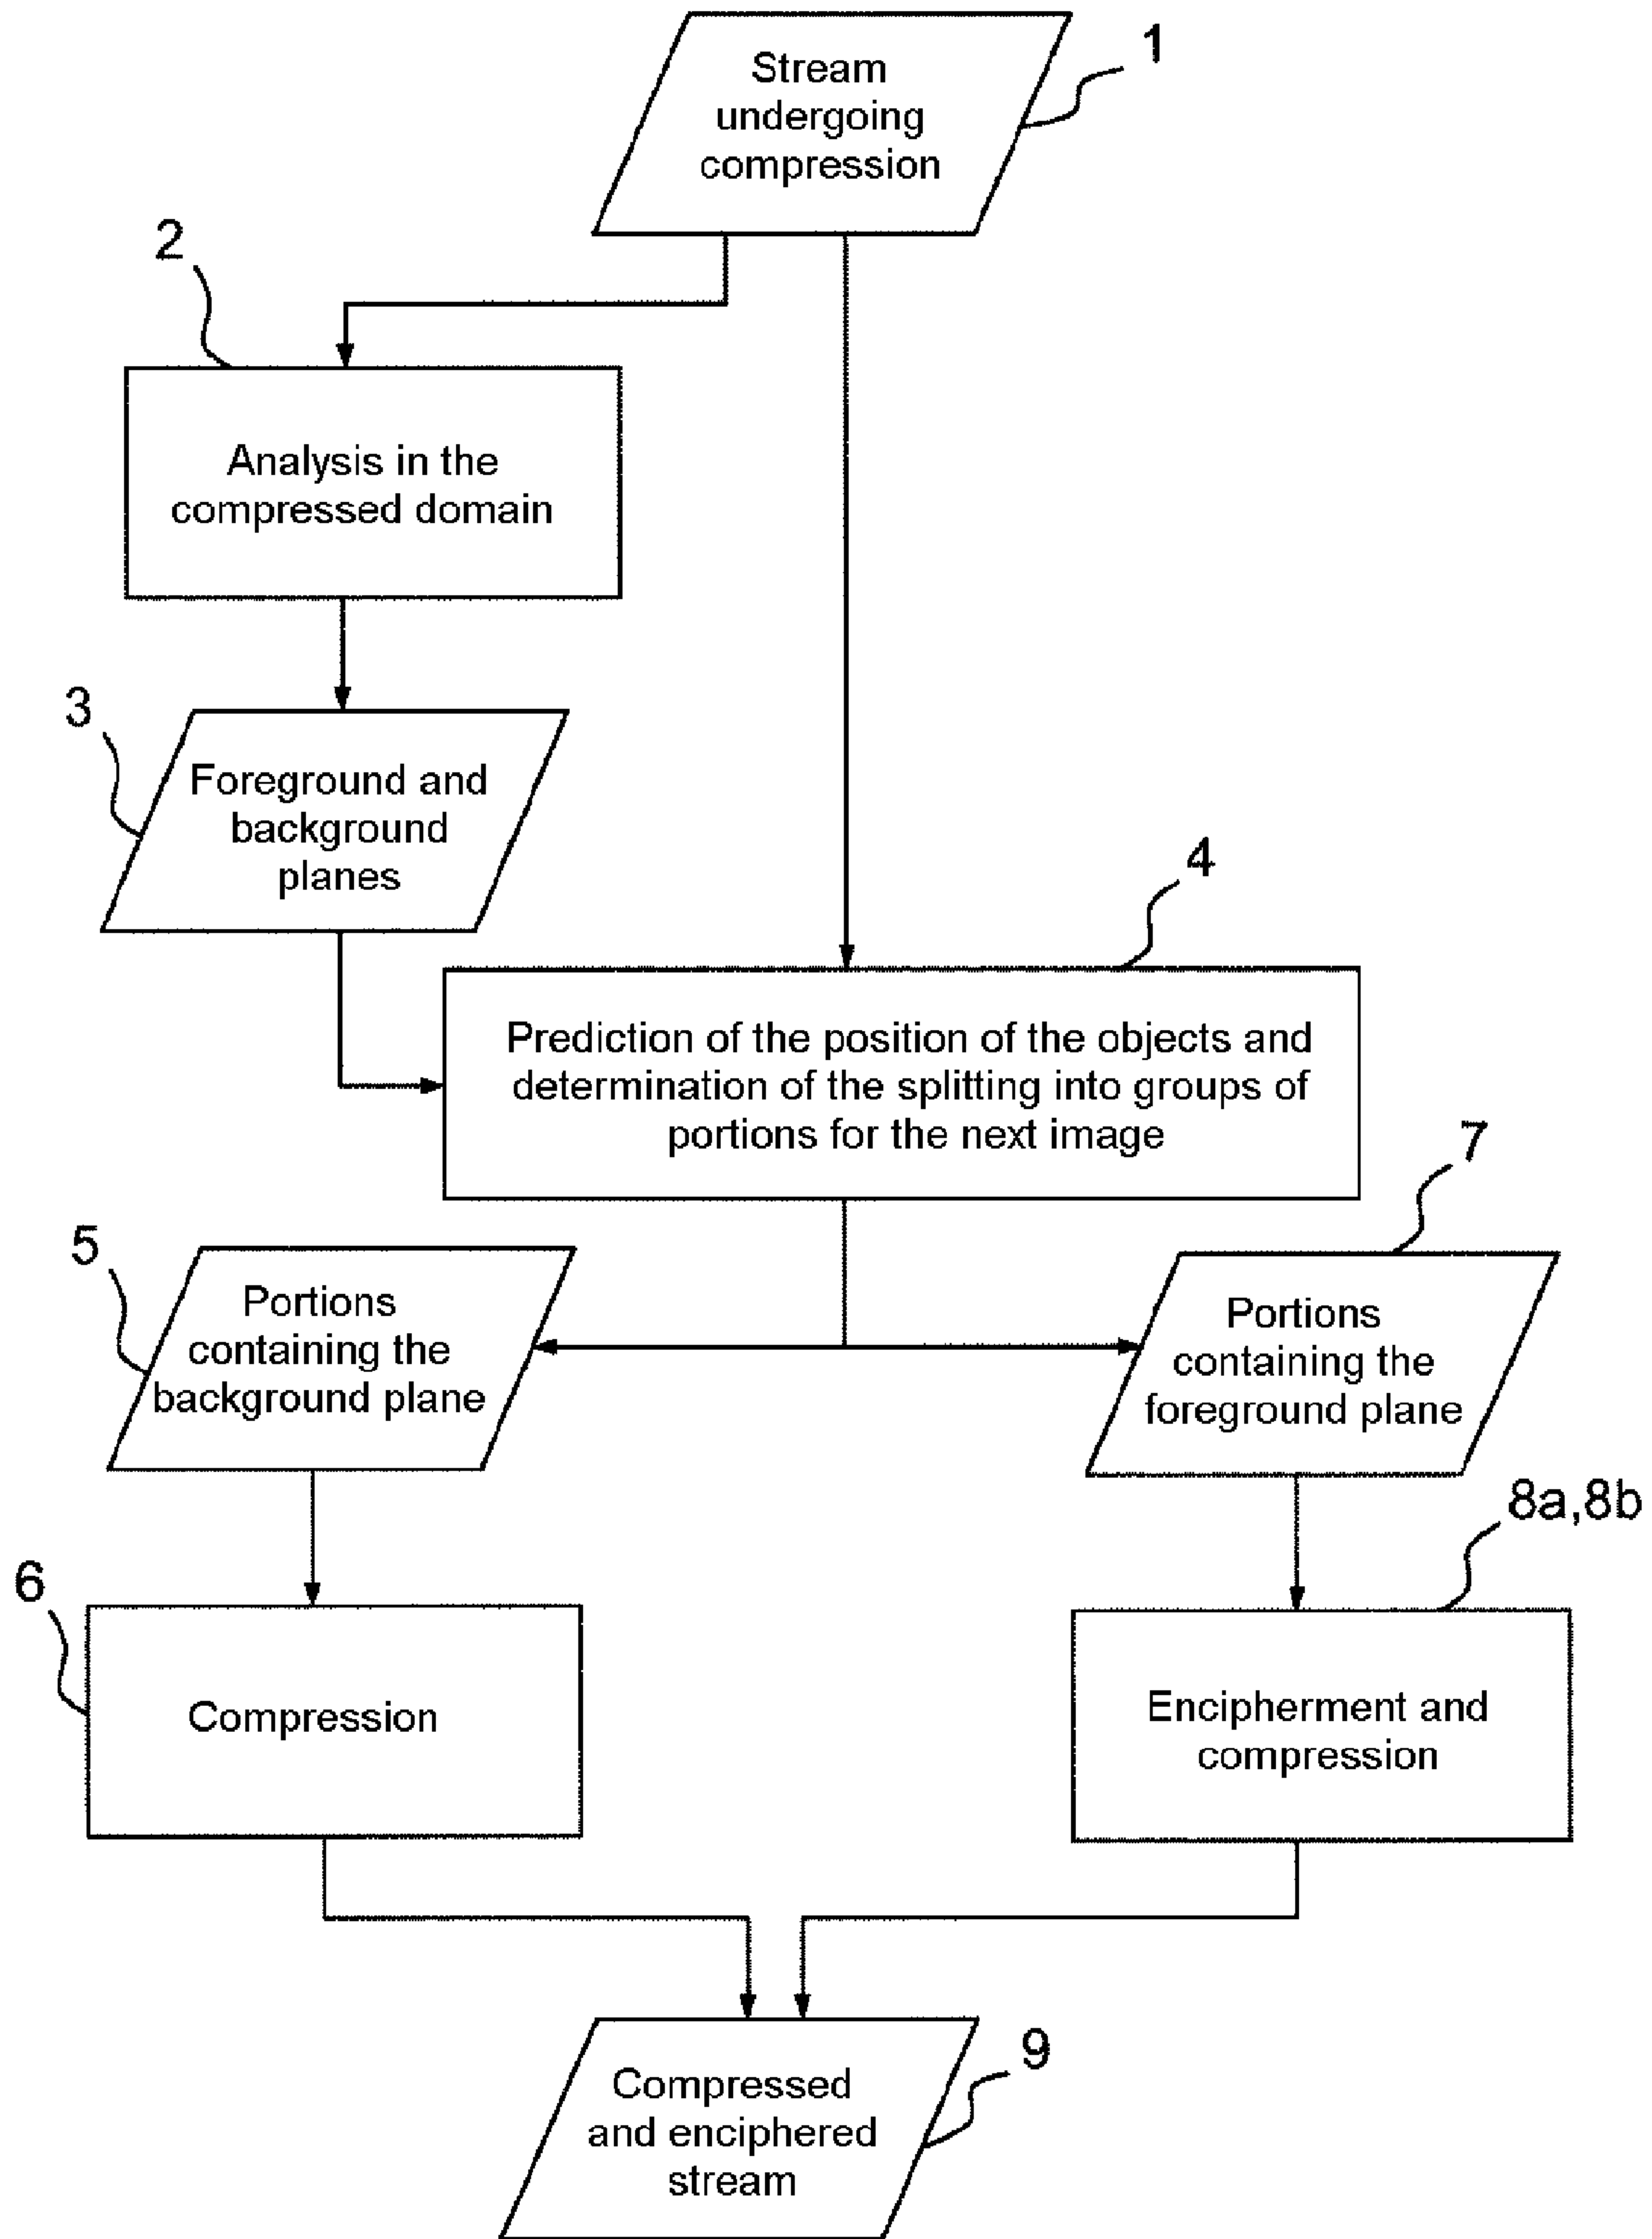 Stream
undergoing
compression
1
2
Analysis in the
compressed domain
3
Foreground and
background
planes
4
Prediction of the position of the objects and
determination of the splitting into groups of
portions for the next image
5
Portions
containing the
background plane
7
Portions
containing the
foreground plane
6
Compression
8a,8b
Encipherment and
compression
9
Compressed
and enciphered
stream